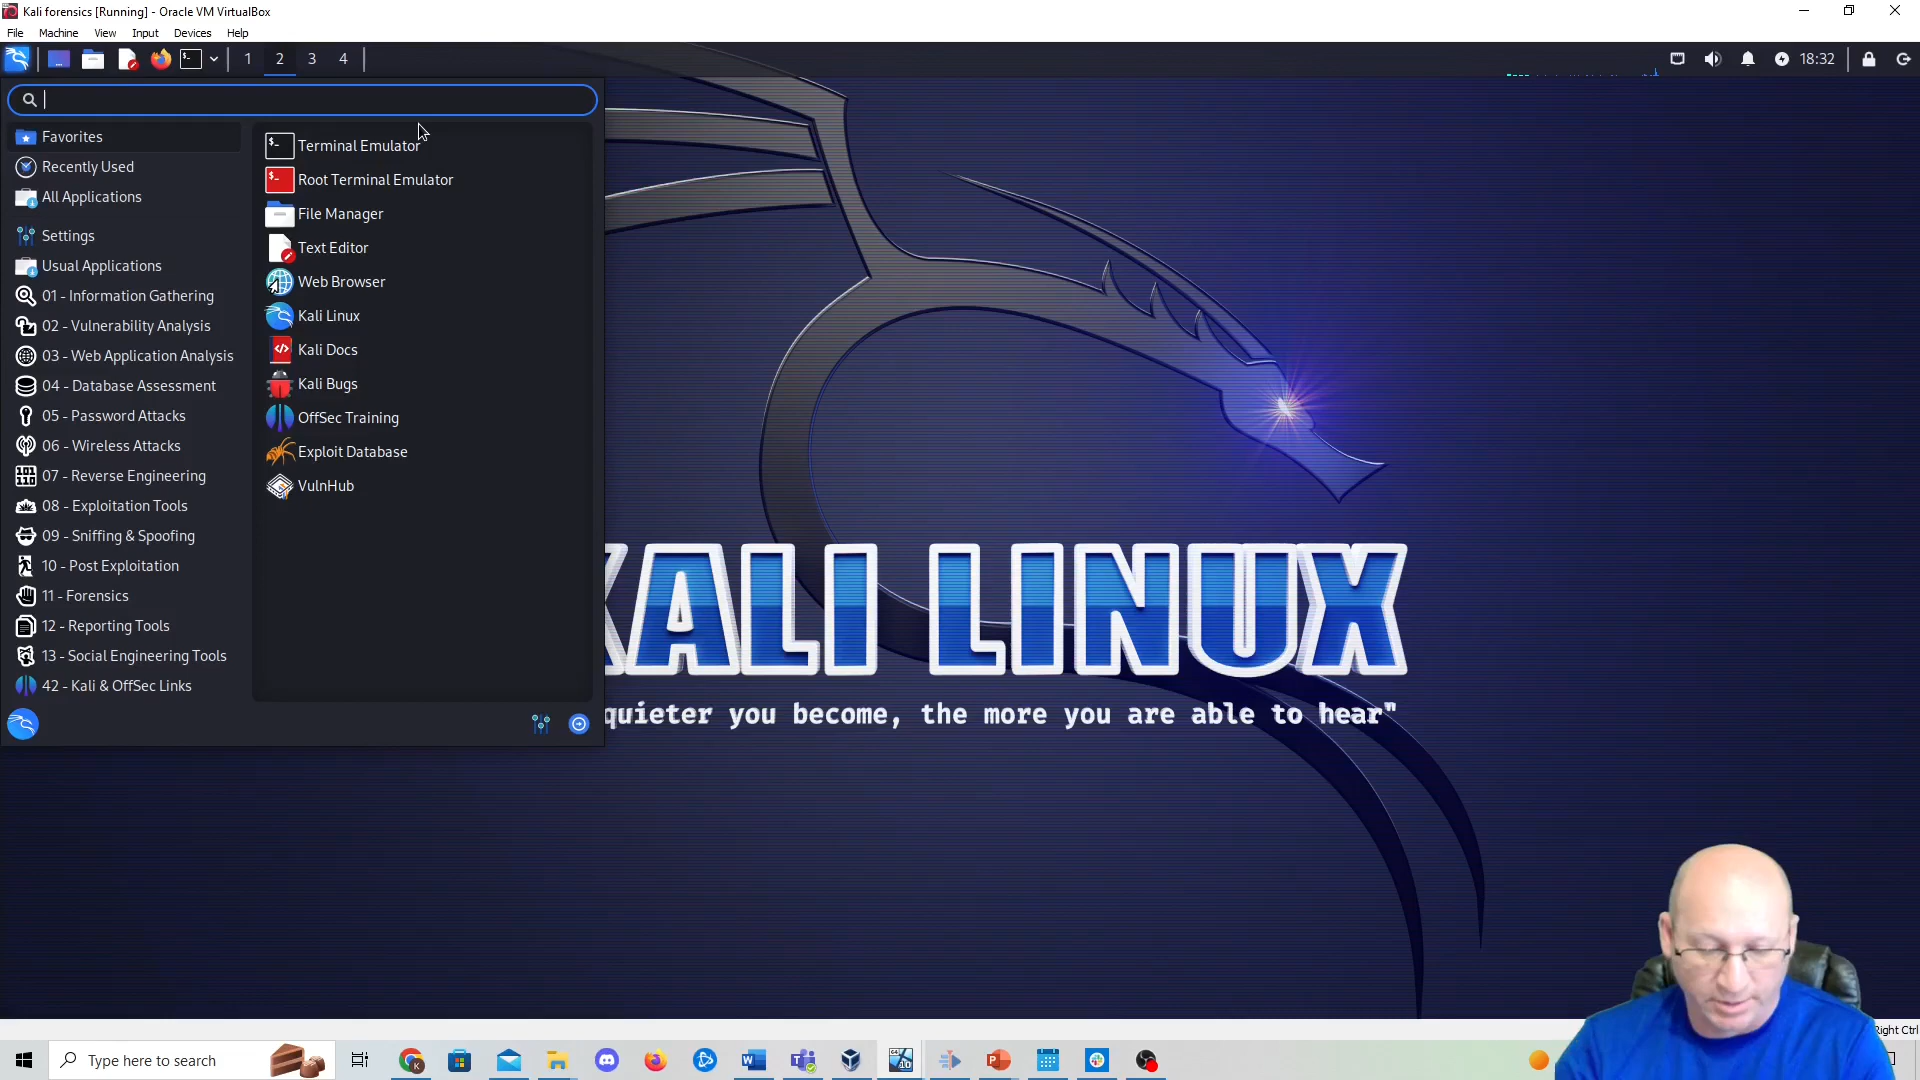 Kali forensics [Running] - Oracle VM VirtualBox
File Machine View Input Devices Help
1 2 3 4
18:32
Favorites
Recently Used
All Applications
Settings
Usual Applications
01 - Information Gathering
02 - Vulnerability Analysis
03 - Web Application Analysis
04 - Database Assessment
05 - Password Attacks
06 - Wireless Attacks
07 - Reverse Engineering
08 - Exploitation Tools
09 - Sniffing & Spoofing
10 - Post Exploitation
11 - Forensics
12 - Reporting Tools
13 - Social Engineering Tools
42 - Kali & OffSec Links
Terminal Emulator
Root Terminal Emulator
File Manager
Text Editor
Web Browser
Kali Linux
Kali Docs
Kali Bugs
OffSec Training
Exploit Database
VulnHub
KALI LINUX
quieter you become, the more you are able to hear"
Right Ctrl
Type here to search